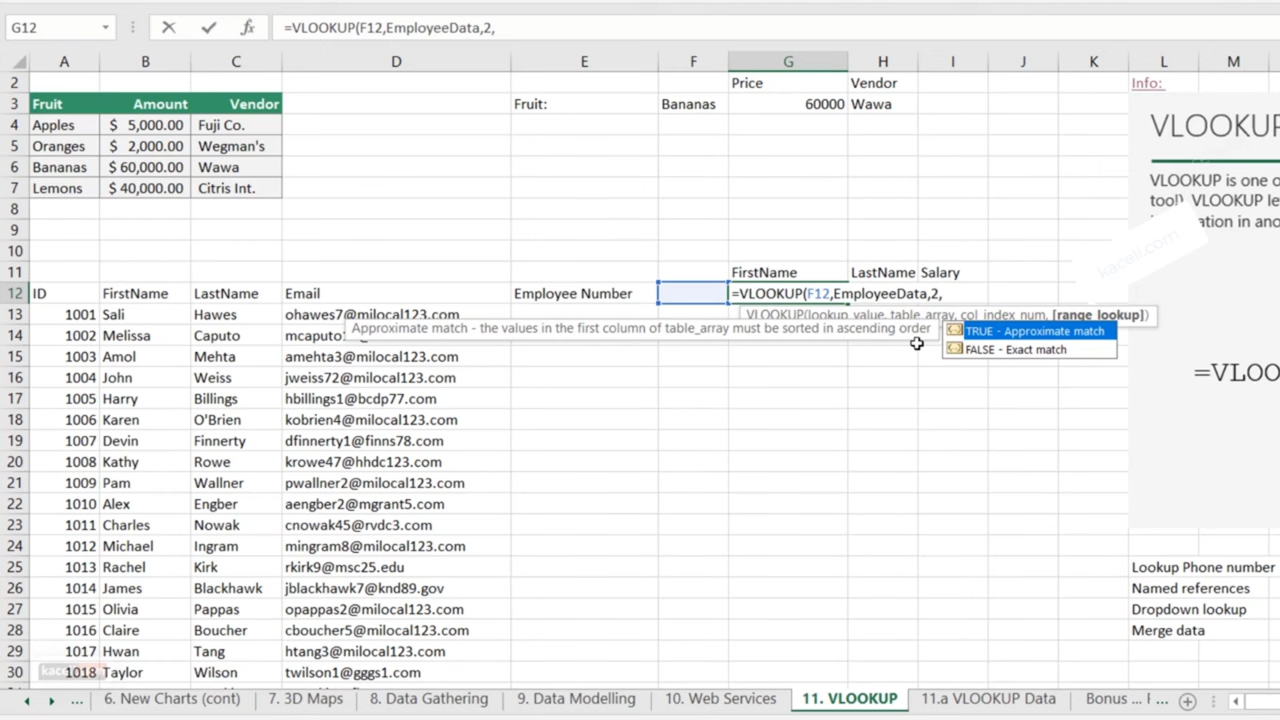 G12 =VLOOKUP(F12,EmployeeData,2,
A B C D E F G H I J K L M
2 Price Vendor Info:
3 Fruit Amount Vendor Fruit: Bananas 60000 Wawa
4 Apples $ 5,000.00 Fuji Co. VLOOKUP
5 Oranges $ 2,000.00 Wegman's
6 Bananas $ 60,000.00 Wawa VLOOKUP is one o
7 Lemons $ 40,000.00 Citris Int. tool). VLOOKUP le
8
9
10 kaceli.com
11 FirstName LastName Salary
12 ID FirstName LastName Email Employee Number =VLOOKUP(F12,EmployeeData,2,
13 1001 Sali Hayes ohawes7@milocal123.com VLOOKUP(lookup_value, table_array, col_index_num, [range_lookup])
Approximate match - the values in the first column of table_array must be sorted in ascending order TRUE - Approximate match
14 1002 Melissa Caputo
FALSE - Exact match
15 1003 Amol Mehta amehta3@milocal123.com
16 1004 John Weiss jweiss72@milocal123.com =VLOO
17 1005 Harry Billings hbillings1@bcdp77.com
18 1006 Karen O'Brien kobrien4@milocal123.com
19 1007 Devin Finnerty dfinnerty1@finns78.com
20 1008 Kathy Rowe krowe47@hhdc123.com
21 1009 Pam Wallner pwallner2@milocal123.com
22 1010 Alex Engber aengber2@mgrant5.com
23 1011 Charles Nowak cnowak45@rvdc3.com
24 1012 Michael Ingram mingram8@milocal123.com
25 1013 Rachel Kirk rkirk9@msc25.edu Lookup Phone number
26 1014 James Blackhawk jblackhawk7@knd89.gov Named references
27 1015 Olivia Pappas opappas2@milocal123.com Dropdown lookup
28 1016 Claire Boucher cboucher5@milocal123.com Merge data
29 1017 Hwan Tang htang3@milocal123.com
30 1018 Taylor Wilson twilson1@gggs1.com
6. New Charts (cont) 7. 3D Maps 8. Data Gathering 9. Data Modelling 10. Web Services 11. VLOOKUP 11.a VLOOKUP Data Bonus ...